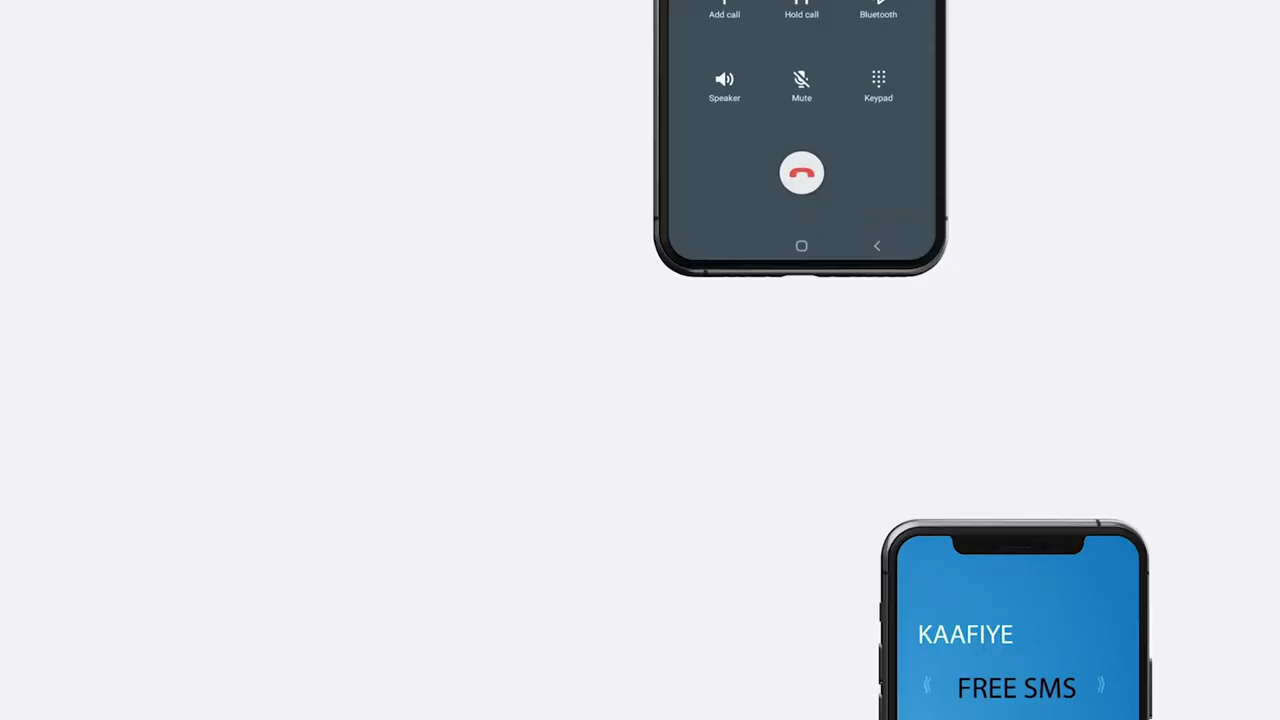 Add call Hold call Bluetooth
Speaker Mute Keypad
KAAFIYE
FREE SMS